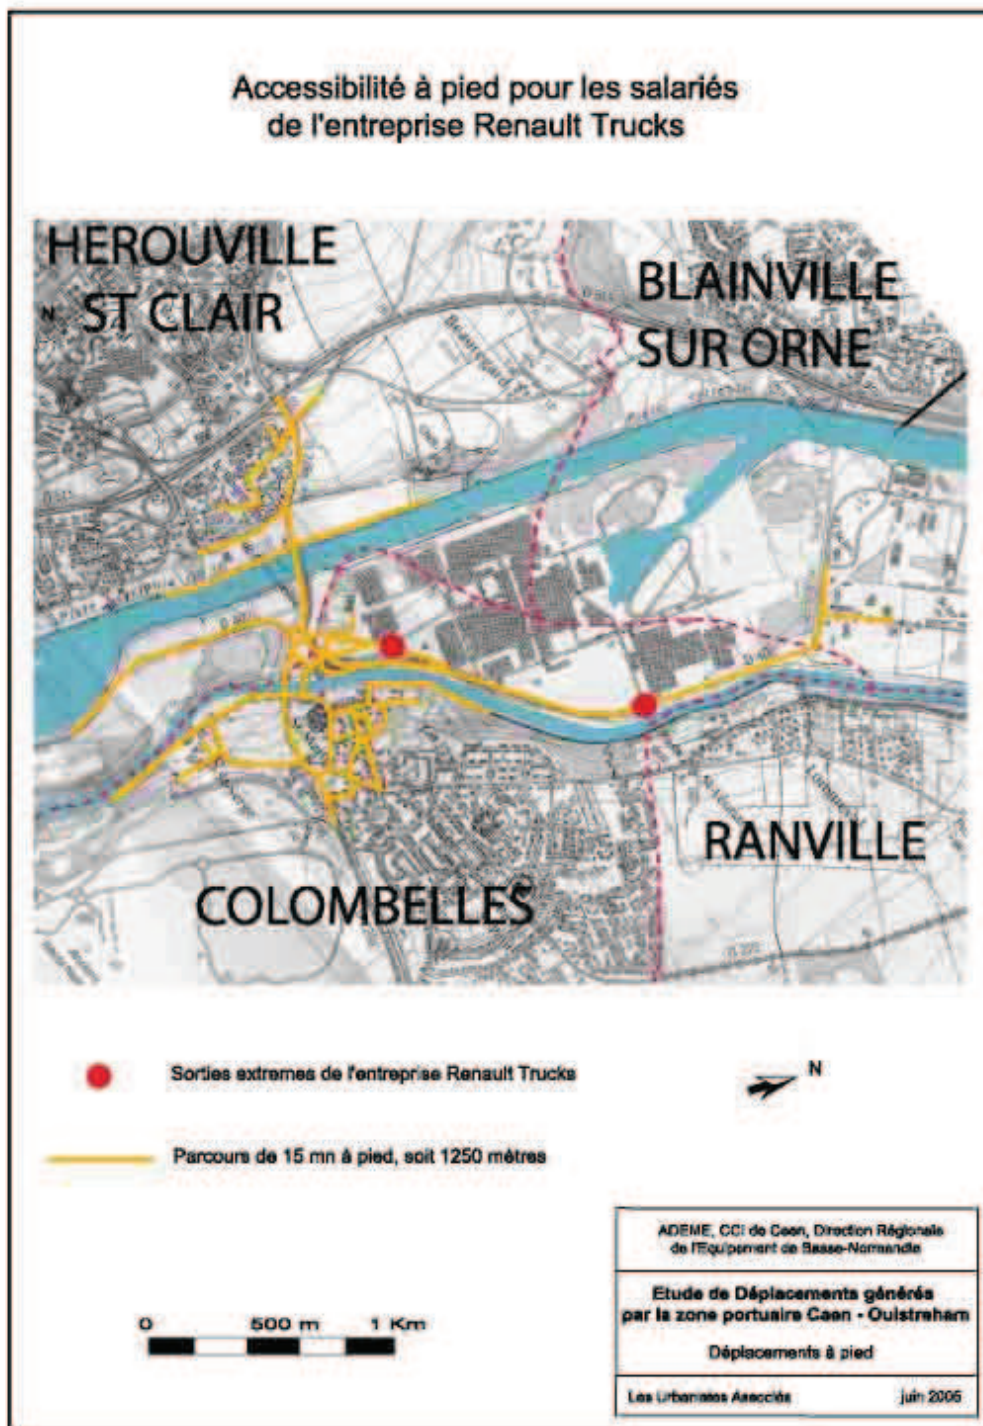 Accessibilité à pied pour les salariés
de l'entreprise Renault Trucks
HEROUVILLE
ST CLAIR
BLAINVILLE
SUR ORNE
RANVILLE
COLOMBELLES
Sorties extremes de l'entreprise Renault Trucks
N
Parcours de 15 mn à pied, soit 1250 mètres
0 500 m 1 Km
ADEME, CCI de Caen, Direction Régionale
de l'Equipement de Basse-Normandie
Etude de Déplacements générés
par la zone portuaire Caen - Ouistreham
Déplacements à pied
Les Urbanistes Associés juin 2005